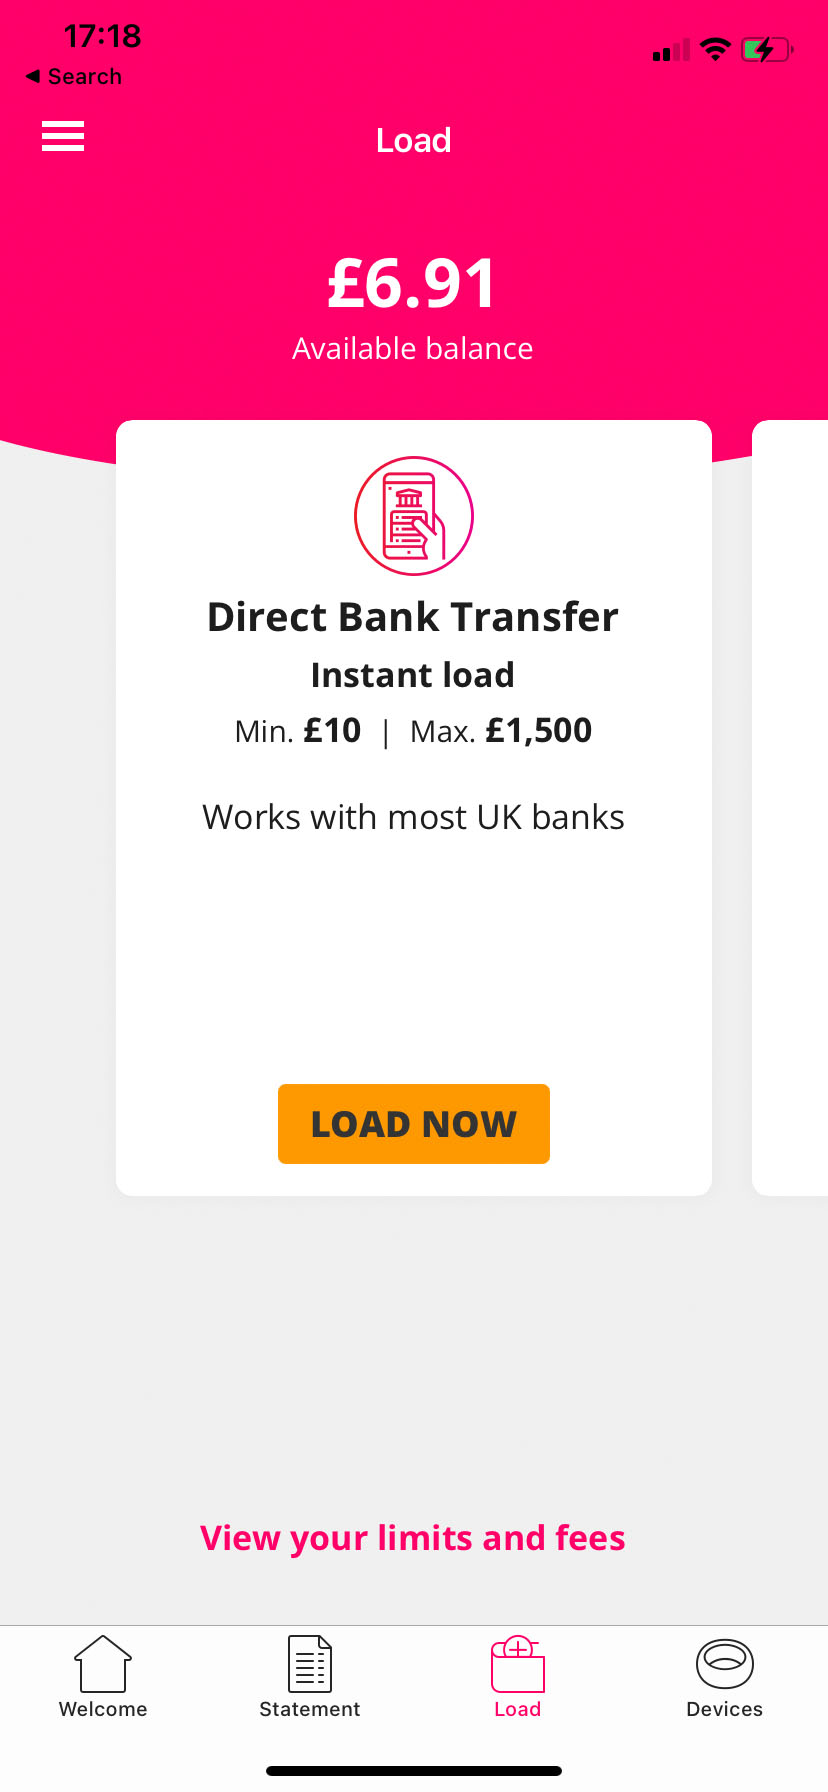 17:18
◀ Search
Load
£6.91
Available balance
Direct Bank Transfer
Instant load
Min. £10 | Max. £1,500
Works with most UK banks
LOAD NOW
View your limits and fees
Welcome Statement Load Devices